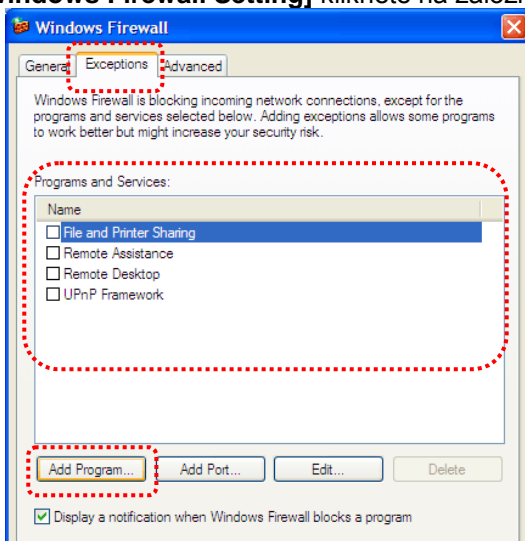 indows Firewall Setting] klikněte na zálož
Windows Firewall
General Exceptions Advanced
Windows Firewall is blocking incoming network connections, except for the
programs and services selected below. Adding exceptions allows some programs
to work better but might increase your security risk.
Programs and Services:
Name
File and Printer Sharing
Remote Assistance
Remote Desktop
UPnP Framework
Add Program... Add Port... Edit... Delete
Display a notification when Windows Firewall blocks a program